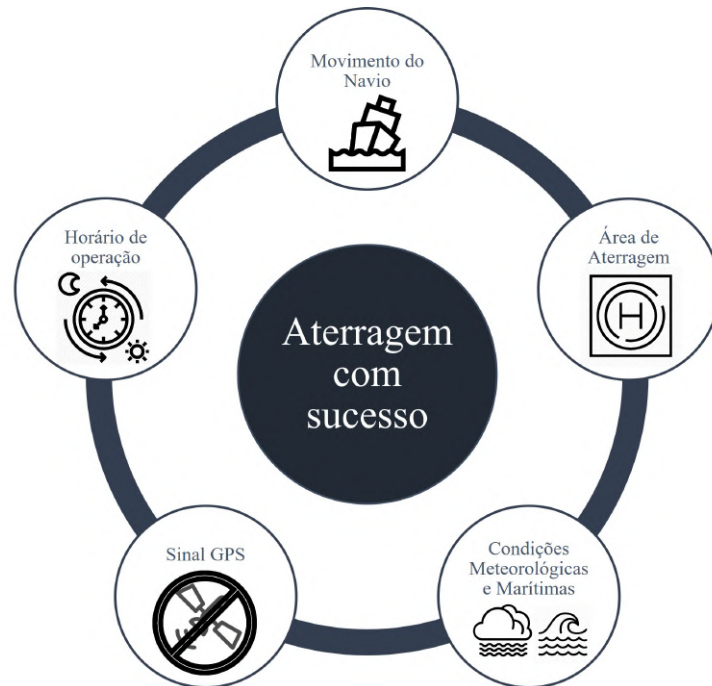 Movimento do
Navio
Horário de
operação
Área de
Aterragem
H
Aterragem
com
sucesso
Sinal GPS
Condições
Meteorológicas
e Marítimas